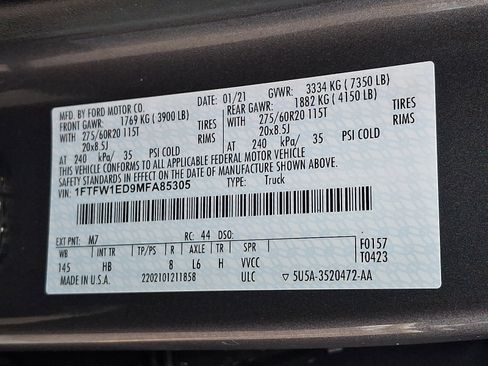 MFD. BY FORD MOTOR CO. DATE: 01/21 GVWR: 3334 KG ( 7350 LB)
FRONT GAWR: 1769 KG ( 3900 LB) REAR GAWR: 1882 KG ( 4150 LB)
WITH 275/60R20 115T TIRES WITH 275/60R20 115T TIRES
20x8.5J RIMS 20x8.5J RIMS
AT 240 kPa/ 35 PSI COLD AT 240 kPa/ 35 PSI COLD
THIS VEHICLE CONFORMS TO ALL APPLICABLE FEDERAL MOTOR VEHICLE
SAFETY STANDARDS IN EFFECT ON THE DATE OF MANUFACTURE SHOWN ABOVE.
VIN: 1FTFW1ED9MFA85305 TYPE: Truck
EXT PNT: M7 RC: 44 DSO: F0157
WB INT TR TP/PS R AXLE TR SPR T0423
145 HB 8 L6 H VVCC
MADE IN U.S.A. 2202101211858 ULC 5U5A-3520472-AA